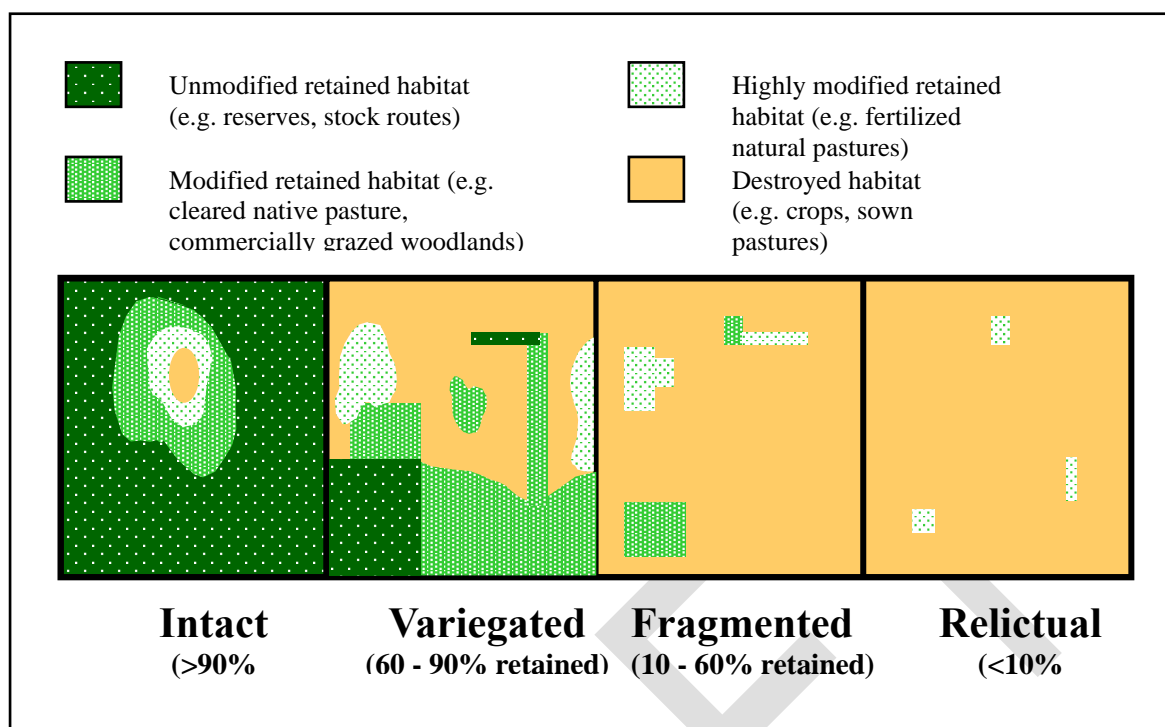 Unmodified retained habitat
(e.g. reserves, stock routes)
Modified retained habitat (e.g.
cleared native pasture,
commercially grazed woodlands)
Highly modified retained
habitat (e.g. fertilized
natural pastures)
Destroyed habitat
(e.g. crops, sown
pastures)
Intact
(>90%
Variegated
(60 - 90% retained)
Fragmented
(10 - 60% retained)
Relictual
(<10%